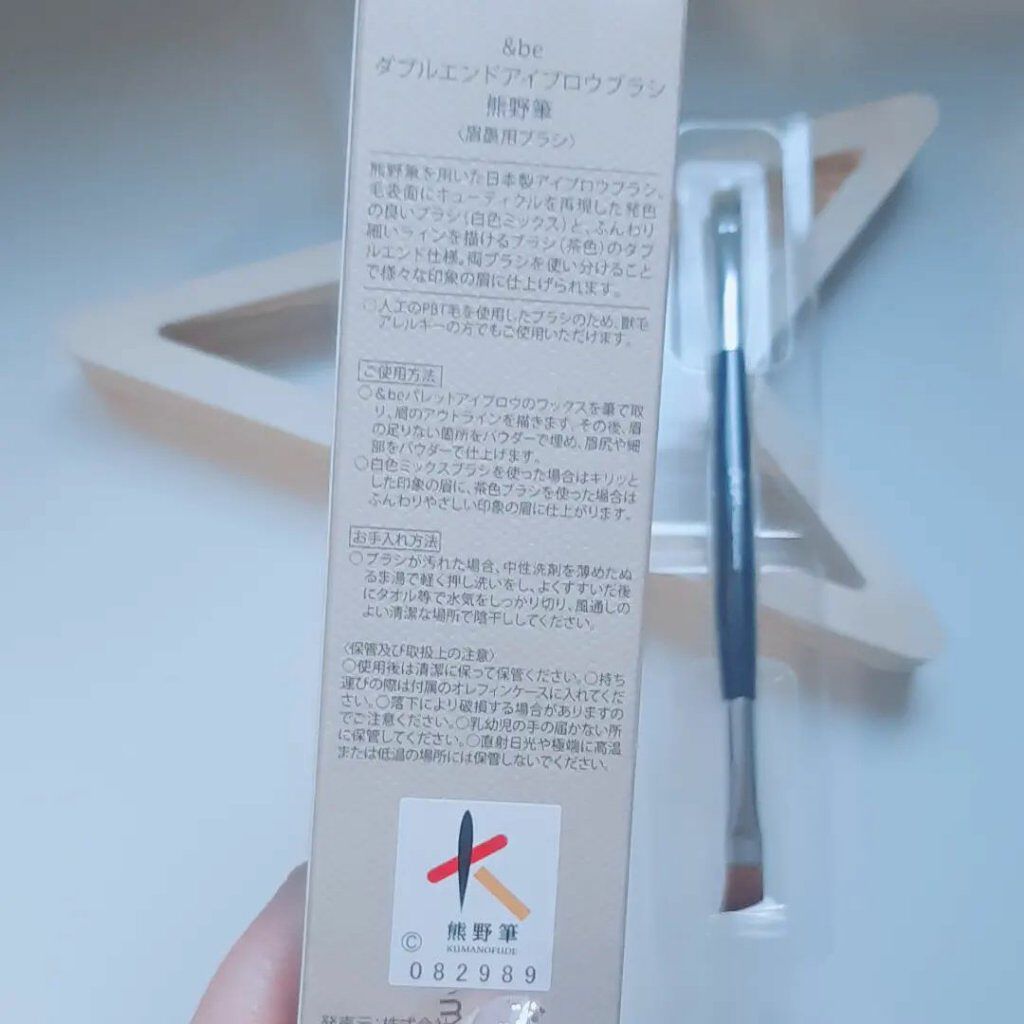 &be
ダブルエンドアイブロウブラシ
熊野筆
〈眉墨用ブラシ〉
熊野筆を用いた日本製アイブロウブラシ。
毛表面にキューティクルを再現した発色
の良いブラシ(白色ミックス)と、ふんわり
細いラインを描けるブラシ(茶色)のダブ
ルエンド仕様。両ブラシを使い分けること
で様々な印象の眉に仕上げられます。
○人工のPBT毛を使用したブラシのため、獣毛
アレルギーの方でもご使用いただけます。
ご使用方法
○&beパレットアイブロウのワックスを筆で取
り、眉のアウトラインを描きます。その後、眉
の足りない箇所をパウダーで埋め、眉尻や細
部をパウダーで仕上げます。
○白色ミックスブラシを使った場合はキリッと
した印象の眉に、茶色ブラシを使った場合は
ふんわりやさしい印象の眉に仕上がります。
お手入れ方法
○ブラシが汚れた場合、中性洗剤を薄めたぬ
るま湯で軽く押し洗いをし、よくすすいだ後
にタオル等で水気をしっかり切り、風通しの
よい清潔な場所で陰干ししてください。
〈保管及び取扱上の注意〉
○使用後は清潔に保って保管ください。○持ち
運びの際は付属のオレフィンケースに入れてくだ
さい。○落下により破損する場合がありますの
でご注意ください。○乳幼児の手の届かない所
に保管してください。○直射日光や極端に高温
または低温の場所には保管しないでください。
熊野筆
© KUMANOFUDE
082989
発売元:株式会社